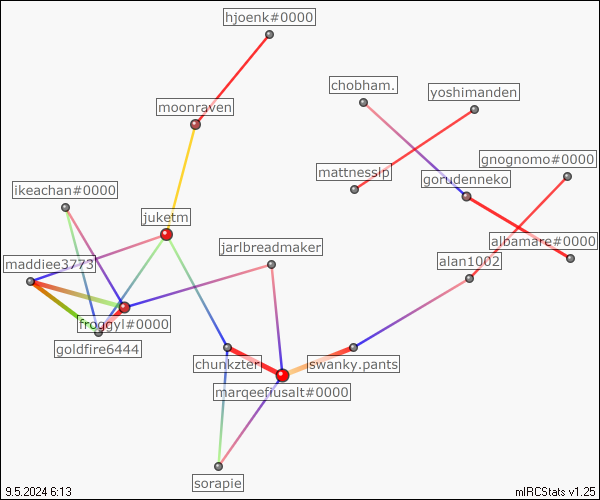 hjoenk#0000
chobham.
yoshimanden
moonraven
gnognomo#0000
mattnesslp
gorudenneko
ikeachan#0000
juketm
jarlbreadmaker
albamare#0000
maddiee3773
alan1002
froggyl#0000
goldfire6444
chunkzter
swanky.pants
marqeefiusalt#0000
sorapie
9.5.2024 6:13
mIRCStats v1.25